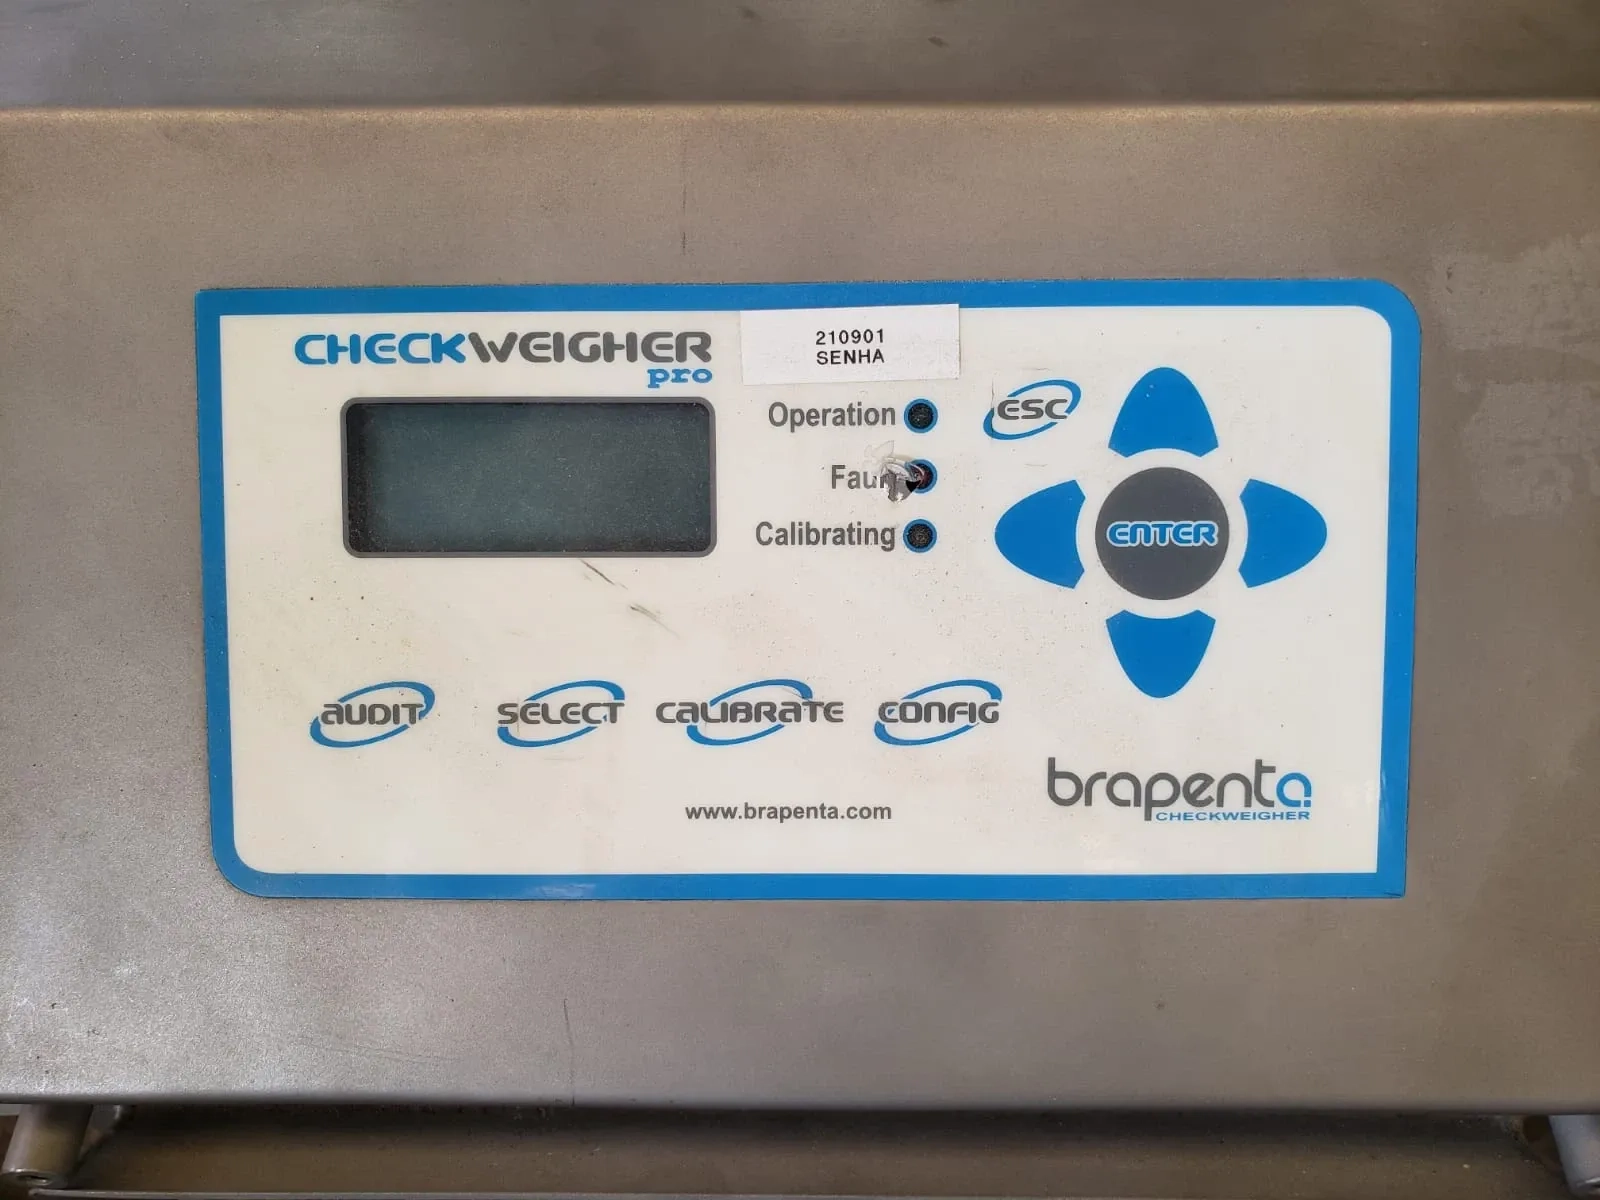 CHECKWEIGHER
pro
210901
SENHA
Operation
Calibrating
ESC
ENTER
AUDIT
SELECT
CALIBRATE
CONFIG
www.brapenta.com
brapenta
CHECKWEIGHER